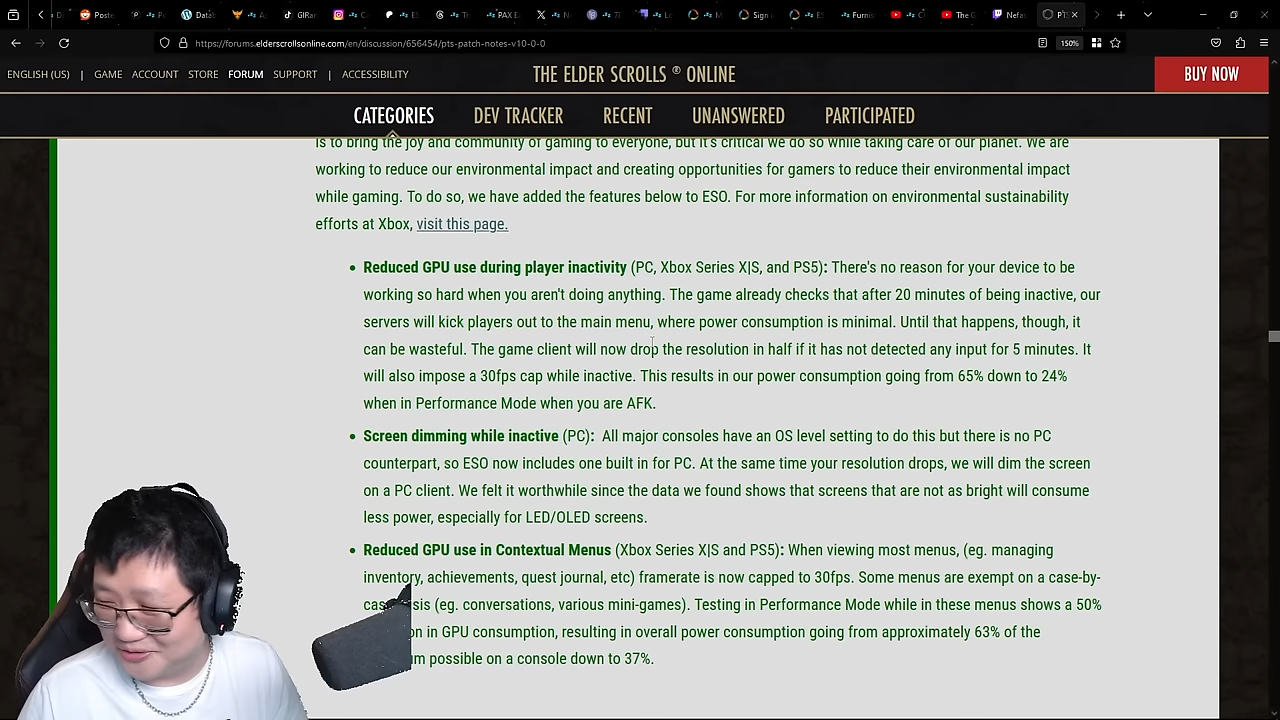 Reddit
https://forums.elderscrollsonline.com/en/discussion/656454/pts-patch-notes-v10-0-0
150%
ENGLISH (US) | GAME ACCOUNT STORE FORUM SUPPORT | ACCESSIBILITY
THE ELDER SCROLLS ® ONLINE
BUY NOW
CATEGORIES DEV TRACKER RECENT UNANSWERED PARTICIPATED
is to bring the joy and community of gaming to everyone, but it's critical we do so while taking care of our planet. We are
working to reduce our environmental impact and creating opportunities for gamers to reduce their environmental impact
while gaming. To do so, we have added the features below to ESO. For more information on environmental sustainability
efforts at Xbox, visit this page.
• Reduced GPU use during player inactivity (PC, Xbox Series X|S, and PS5): There's no reason for your device to be
working so hard when you aren't doing anything. The game already checks that after 20 minutes of being inactive, our
servers will kick players out to the main menu, where power consumption is minimal. Until that happens, though, it
can be wasteful. The game client will now drop the resolution in half if it has not detected any input for 5 minutes. It
will also impose a 30fps cap while inactive. This results in our power consumption going from 65% down to 24%
when in Performance Mode when you are AFK.
• Screen dimming while inactive (PC): All major consoles have an OS level setting to do this but there is no PC
counterpart, so ESO now includes one built in for PC. At the same time your resolution drops, we will dim the screen
on a PC client. We felt it worthwhile since the data we found shows that screens that are not as bright will consume
less power, especially for LED/OLED screens.
• Reduced GPU use in Contextual Menus (Xbox Series X|S and PS5): When viewing most menus, (eg. managing
inventory, achievements, quest journal, etc) framerate is now capped to 30fps. Some menus are exempt on a case-by-
(eg. conversations, various mini-games). Testing in Performance Mode while in these menus shows a 50%
in GPU consumption, resulting in overall power consumption going from approximately 63% of the
possible on a console down to 37%.